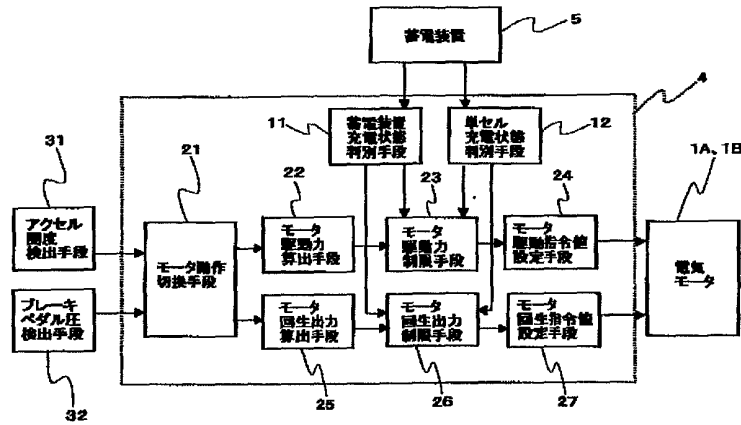 蓄電装置
5
4
11
蓄電装置
充電状態
判別手段
単セル
充電状態
判別手段
12
31
21
22
23
24
1A、1B
アクセル
開度
検出手段
モータ動作
切換手段
モータ
駆動力
算出手段
モータ
駆動力
制限手段
モータ
駆動指令値
設定手段
電気
モータ
ブレーキ
ペダル圧
検出手段
モータ
回生出力
算出手段
モータ
回生出力
制限手段
モータ
回生指令値
設定手段
32
25
26
27